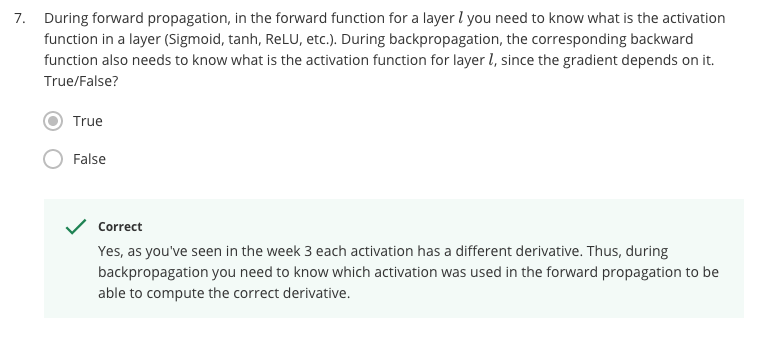 7. During forward propagation, in the forward function for a layer l you need to know what is the activation
function in a layer (Sigmoid, tanh, ReLU, etc.). During backpropagation, the corresponding backward
function also needs to know what is the activation function for layer l, since the gradient depends on it.
True/False?
True
False
Correct
Yes, as you've seen in the week 3 each activation has a different derivative. Thus, during
backpropagation you need to know which activation was used in the forward propagation to be
able to compute the correct derivative.